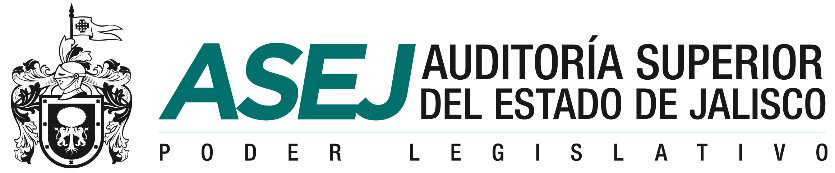 ASEJ AUDITORÍA SUPERIOR
DEL ESTADO DE JALISCO
PODER LEGISLATIVO